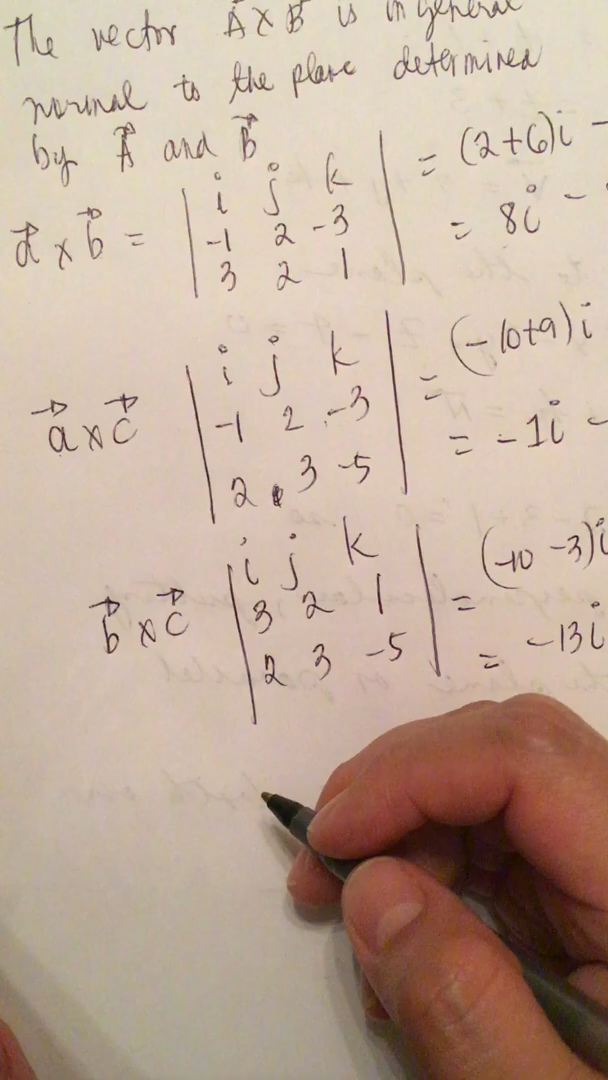 The vector A⃗ x B⃗ is in general
normal to the plane determined
by A⃗ and B⃗
a⃗ x b⃗ = | i j k | = (2+6)i -
| -1 2 -3 | = 8i -
| 3 2 1 |
a⃗ x c⃗ | i j k | = (-10+9)i
| -1 2 -3 | = -1i -
| 2 3 -5 |
b⃗ x c⃗ | i j k | = (-10 -3)i
| 3 2 1 | = -13i
| 2 3 -5 |